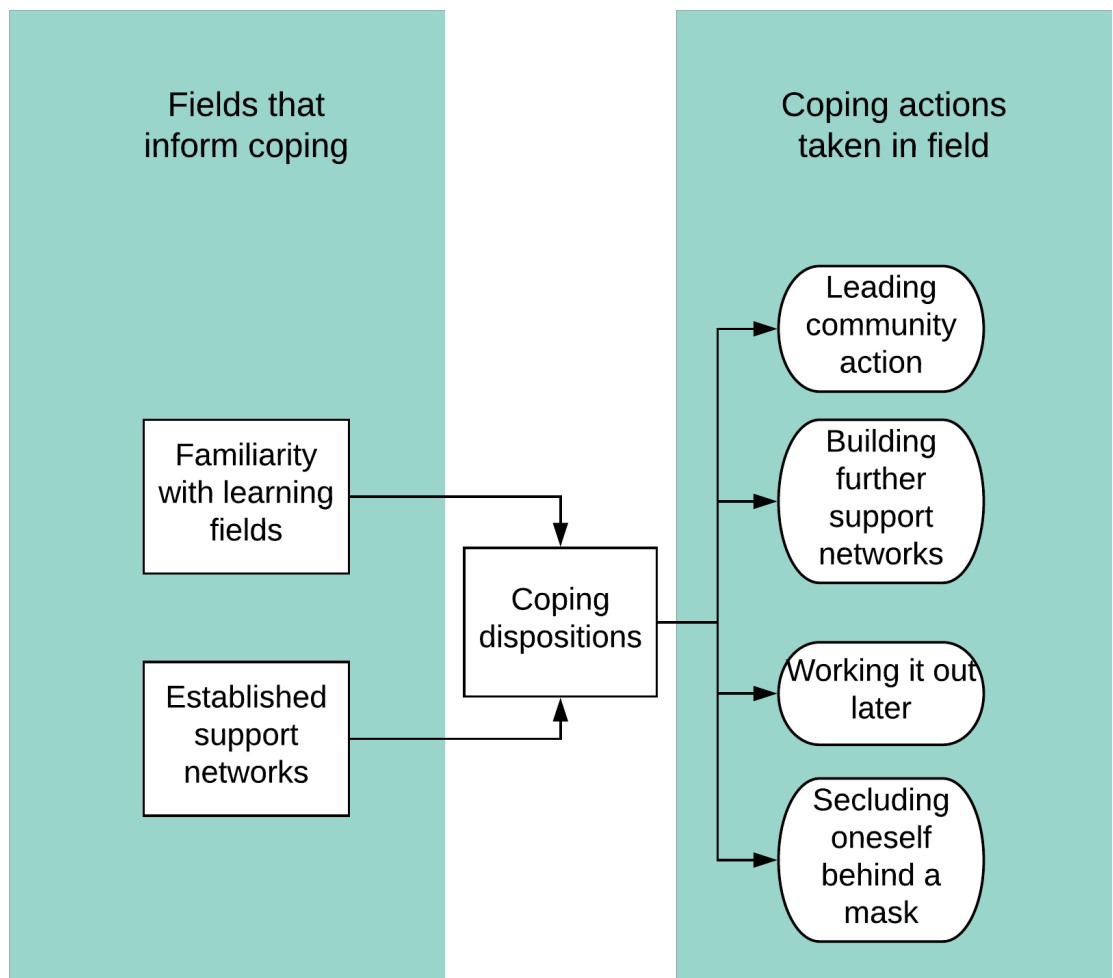 Fields that
inform coping
Coping actions
taken in field
Familiarity
with learning
fields
Established
support
networks
Coping
dispositions
Leading
community
action
Building
further
support
networks
Working it out
later
Secluding
oneself
behind a
mask